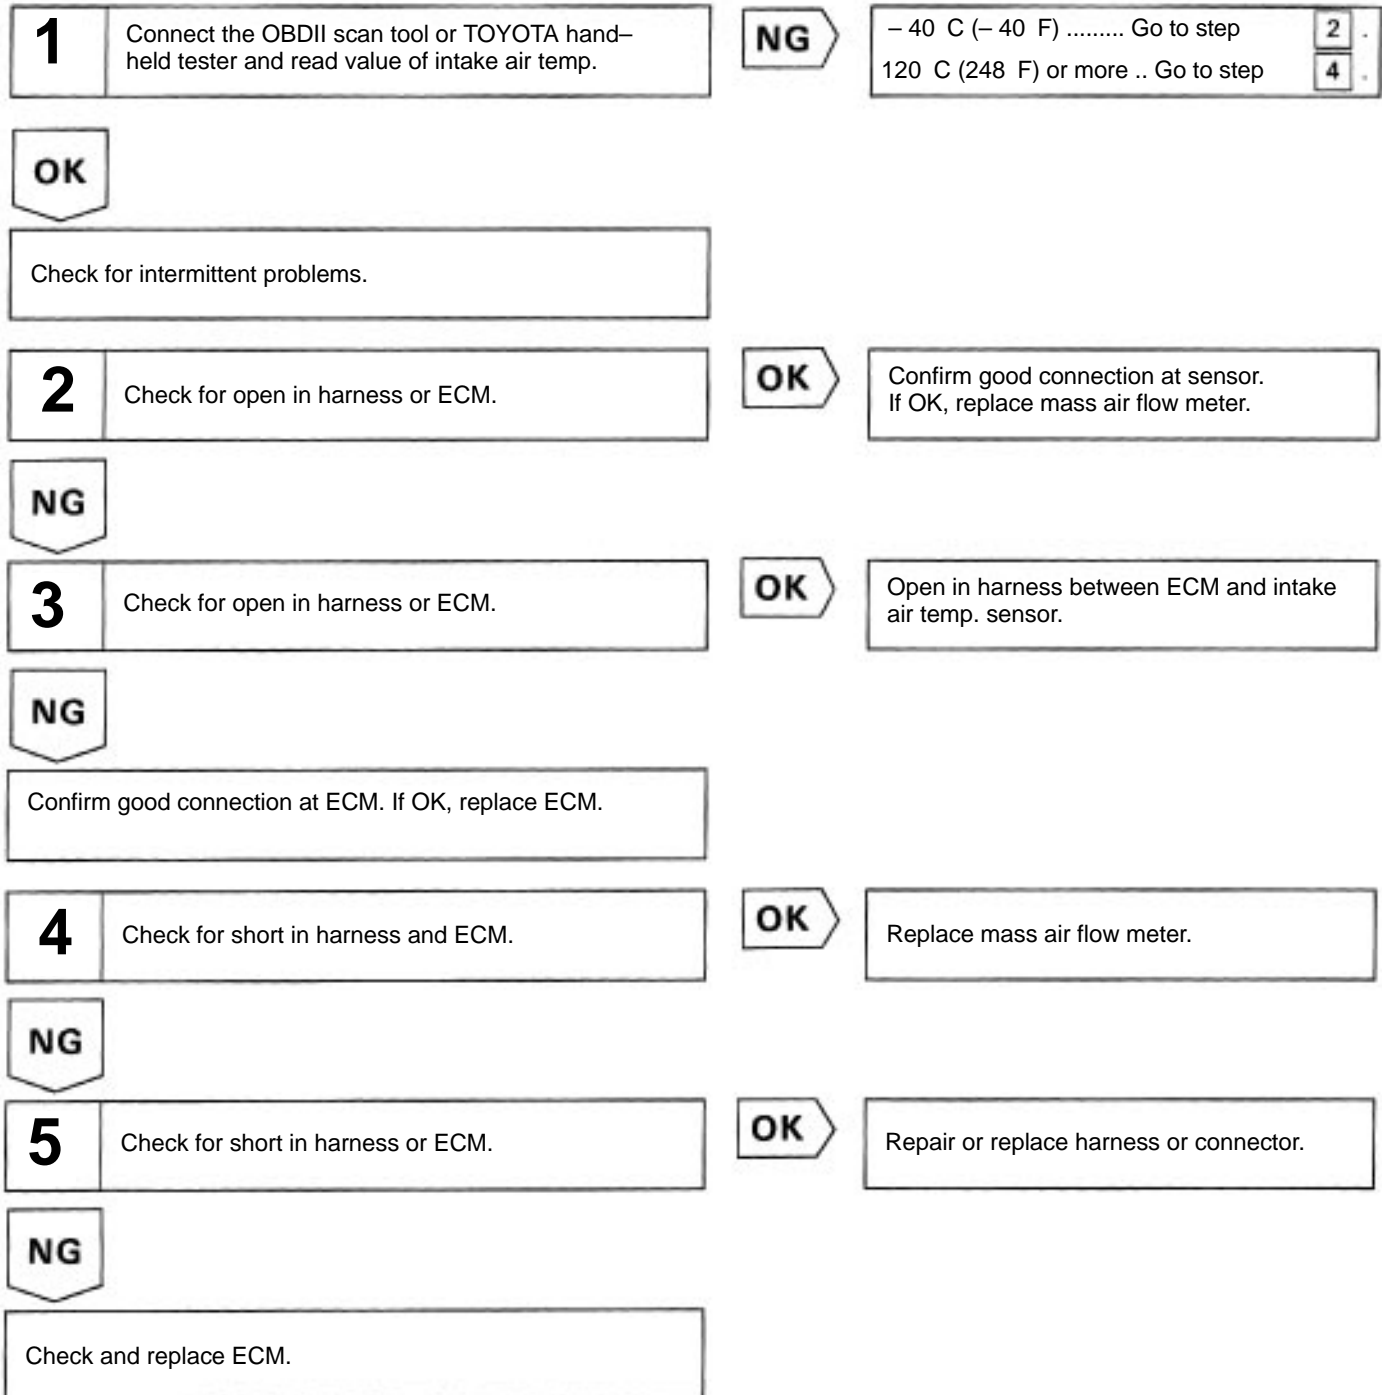 1
Connect the OBDII scan tool or TOYOTA hand–
held tester and read value of intake air temp.
NG
– 40 C (– 40 F) ......... Go to step 2 .
120 C (248 F) or more .. Go to step 4 .
OK
Check for intermittent problems.
2
Check for open in harness or ECM.
OK
Confirm good connection at sensor.
If OK, replace mass air flow meter.
NG
3
Check for open in harness or ECM.
OK
Open in harness between ECM and intake
air temp. sensor.
NG
Confirm good connection at ECM. If OK, replace ECM.
4
Check for short in harness and ECM.
OK
Replace mass air flow meter.
NG
5
Check for short in harness or ECM.
OK
Repair or replace harness or connector.
NG
Check and replace ECM.